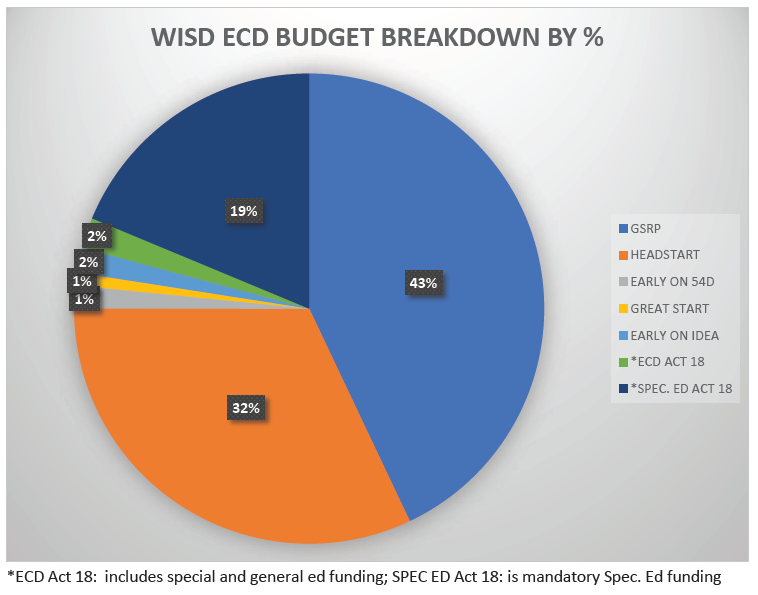 WISD ECD BUDGET BREAKDOWN BY %
19%
43%
2%
2%
1%
1%
32%
GSRP
HEADSTART
EARLY ON 54D
GREAT START
EARLY ON IDEA
*ECD ACT 18
*SPEC. ED ACT 18
*ECD Act 18:  includes special and general ed funding; SPEC ED Act 18: is mandatory Spec. Ed funding